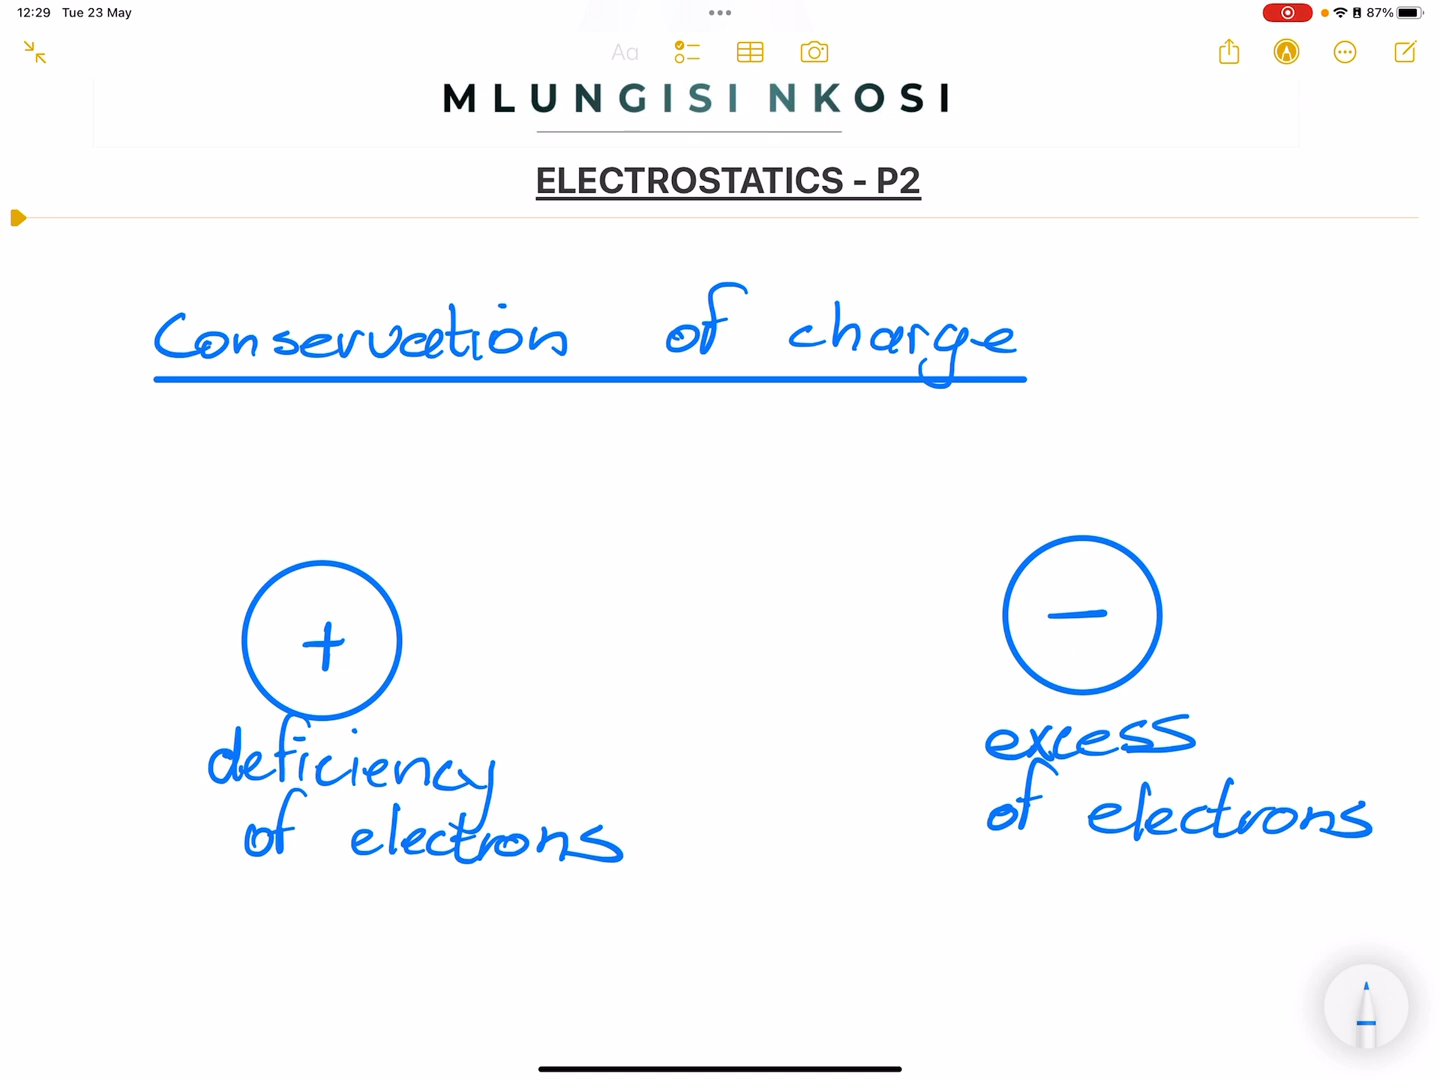 12:29 Tue 23 May
87%
Aa
MLUNGISI NKOSI
ELECTROSTATICS - P2
Conservation of charge
+
−
deficiency
of electrons
excess
of electrons